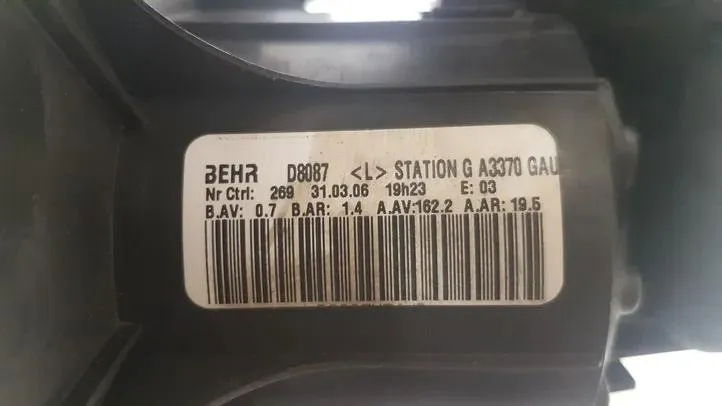 BEHR D8087 <L> STATION G A3370 GAU
Nr Ctrl: 269 31.03.06 19h23 E: 03
B.AV: 0.7 B.AR: 1.4 A.AV:162.2 A.AR: 19.5